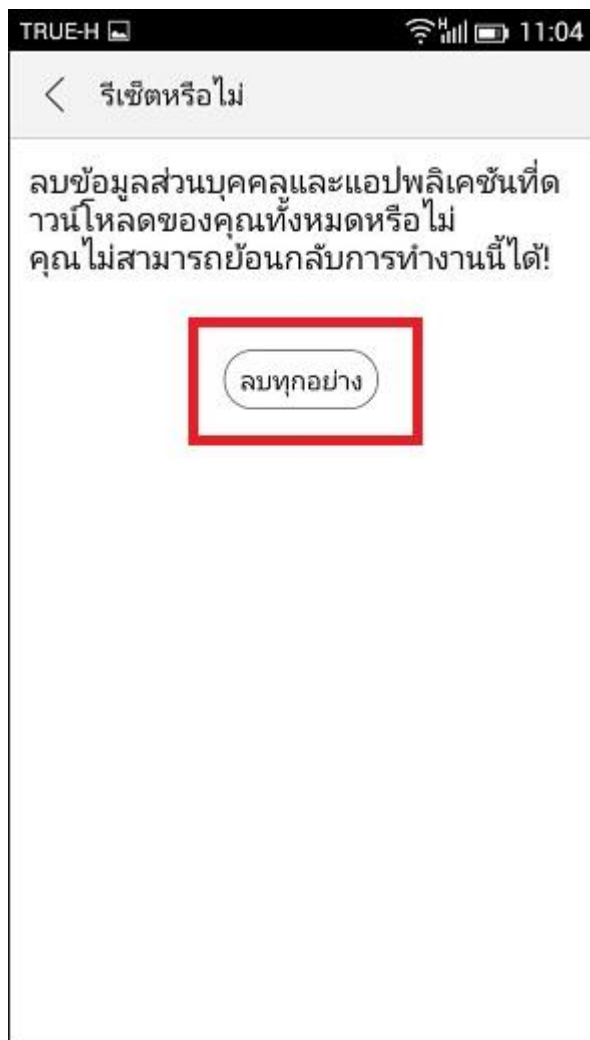 TRUE-H 11:04
รีเซ็ตหรือไม่
ลบข้อมูลส่วนบุคคลและแอปพลิเคชันที่ด
าวน์โหลดของคุณทั้งหมดหรือไม่
คุณไม่สามารถย้อนกลับการทำงานนี้ได้!
ลบทุกอย่าง